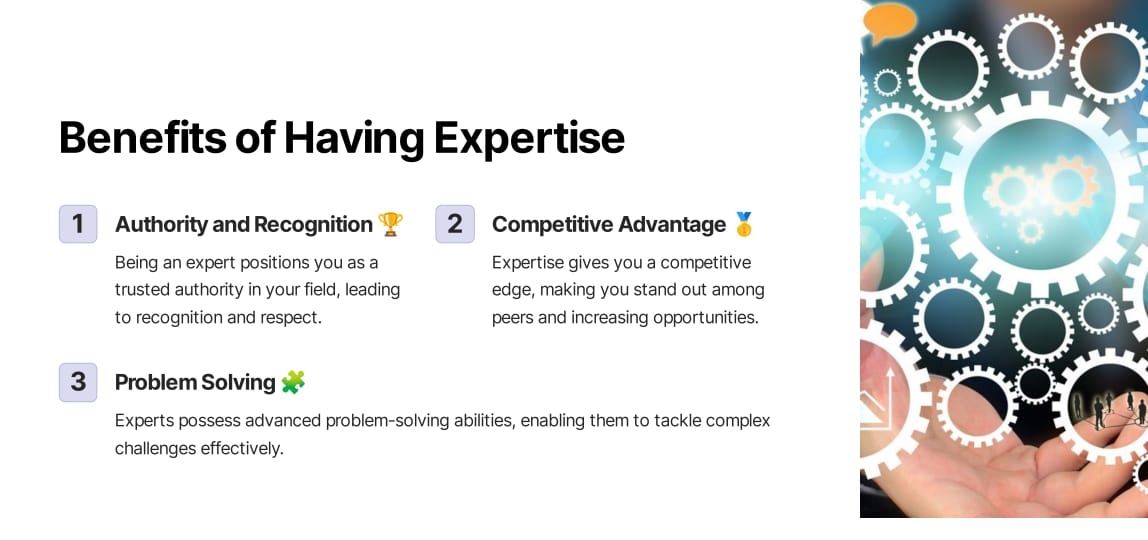 Benefits of Having Expertise
1
Authority and Recognition 🏆
Being an expert positions you as a
trusted authority in your field, leading
to recognition and respect.
2
Competitive Advantage 🏅
Expertise gives you a competitive
edge, making you stand out among
peers and increasing opportunities.
3
Problem Solving 🧩
Experts possess advanced problem-solving abilities, enabling them to tackle complex
challenges effectively.